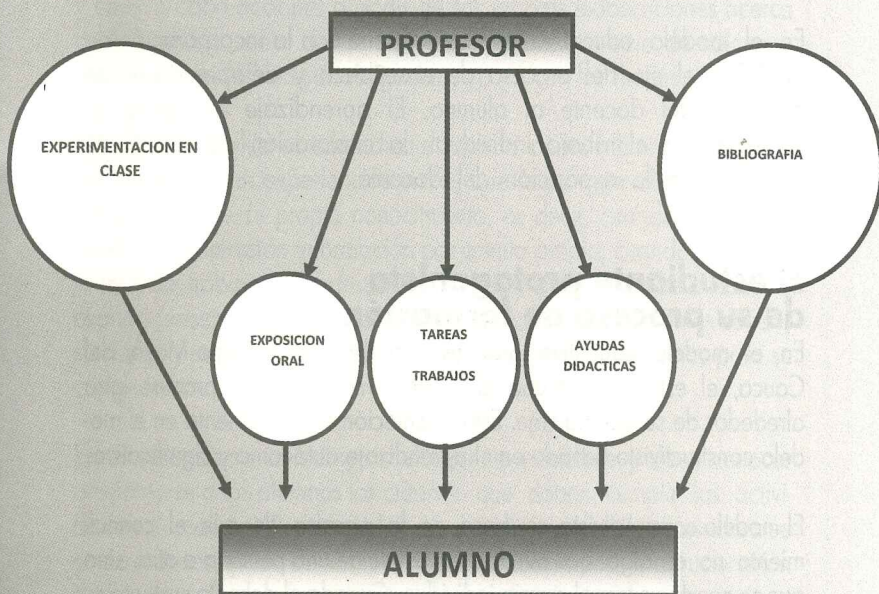 PROFESOR
EXPERIMENTACION EN
CLASE
BIBLIOGRAFIA
EXPOSICION
ORAL
TAREAS
TRABAJOS
AYUDAS
DIDACTICAS
ALUMNO